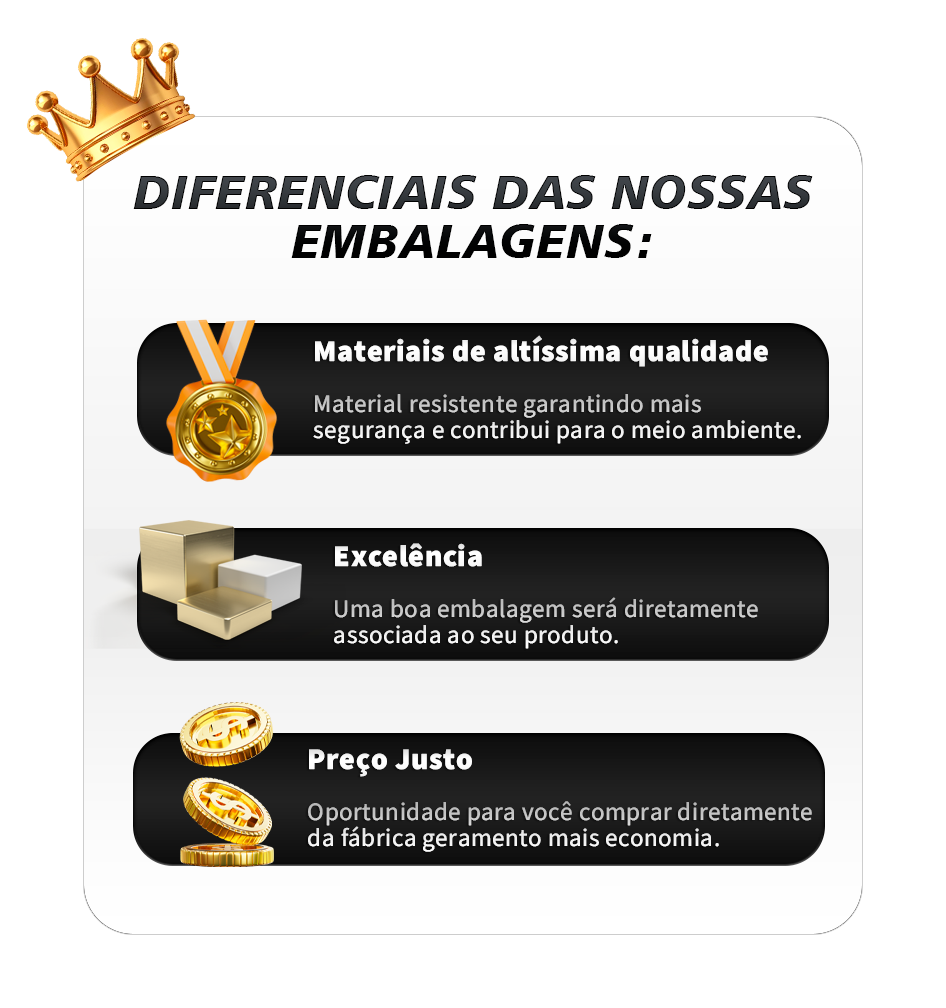 DIFERENCIAIS DAS NOSSAS
EMBALAGENS:
Materiais de altíssima qualidade
Material resistente garantindo mais
segurança e contribui para o meio ambiente.
Excelência
Uma boa embalagem será diretamente
associada ao seu produto.
Preço Justo
Oportunidade para você comprar diretamente
da fábrica geramento mais economia.